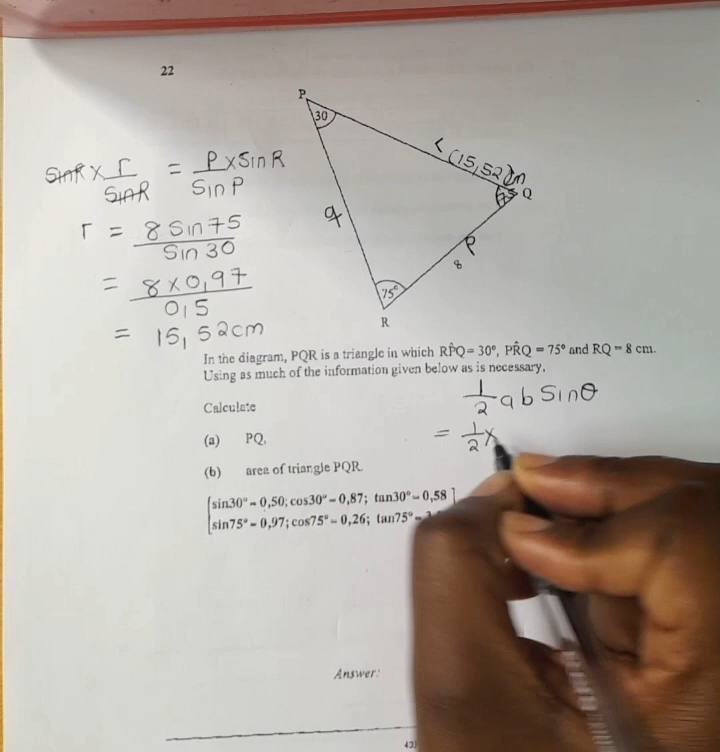 22
P
30
r (15,52)cm
Q
75
q
p
8
75°
R
SinR × r / SinR = P × Sin R / Sin P
r = 8 Sin 75 / Sin 30
= 8 × 0,97 / 0,5
= 15,52cm
In the diagram, PQR is a triangle in which RP̂Q = 30°, PR̂Q = 75° and RQ = 8 cm.
Using as much of the information given below as is necessary,
Calculate
(a) PQ,
(b) area of triangle PQR.
[sin30° = 0,50; cos30° = 0,87; tan30° = 0,58]
[sin75° = 0,97; cos75° = 0,26; tan75° =
1/2 ab Sinθ
= 1/2 ×
Answer: